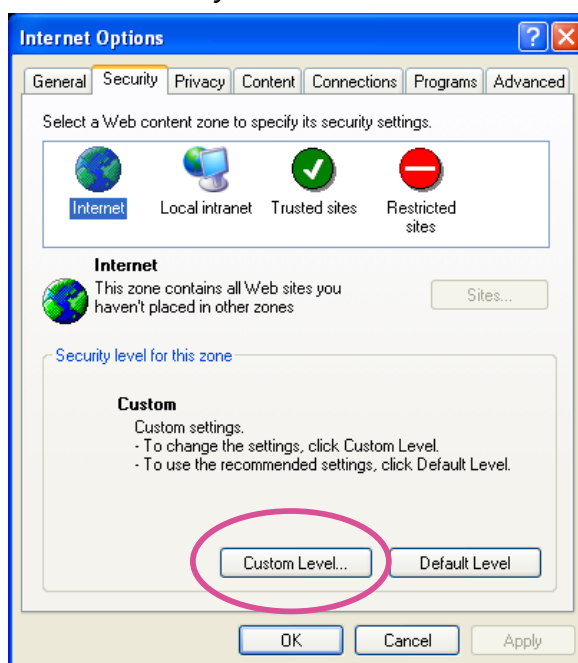 Internet Options
General Security Privacy Content Connections Programs Advanced
Select a Web content zone to specify its security settings.
Internet Local intranet Trusted sites Restricted
sites
Internet
This zone contains all Web sites you
haven't placed in other zones
Sites...
Security level for this zone
Custom
Custom settings.
- To change the settings, click Custom Level.
- To use the recommended settings, click Default Level.
Custom Level... Default Level
OK Cancel Apply